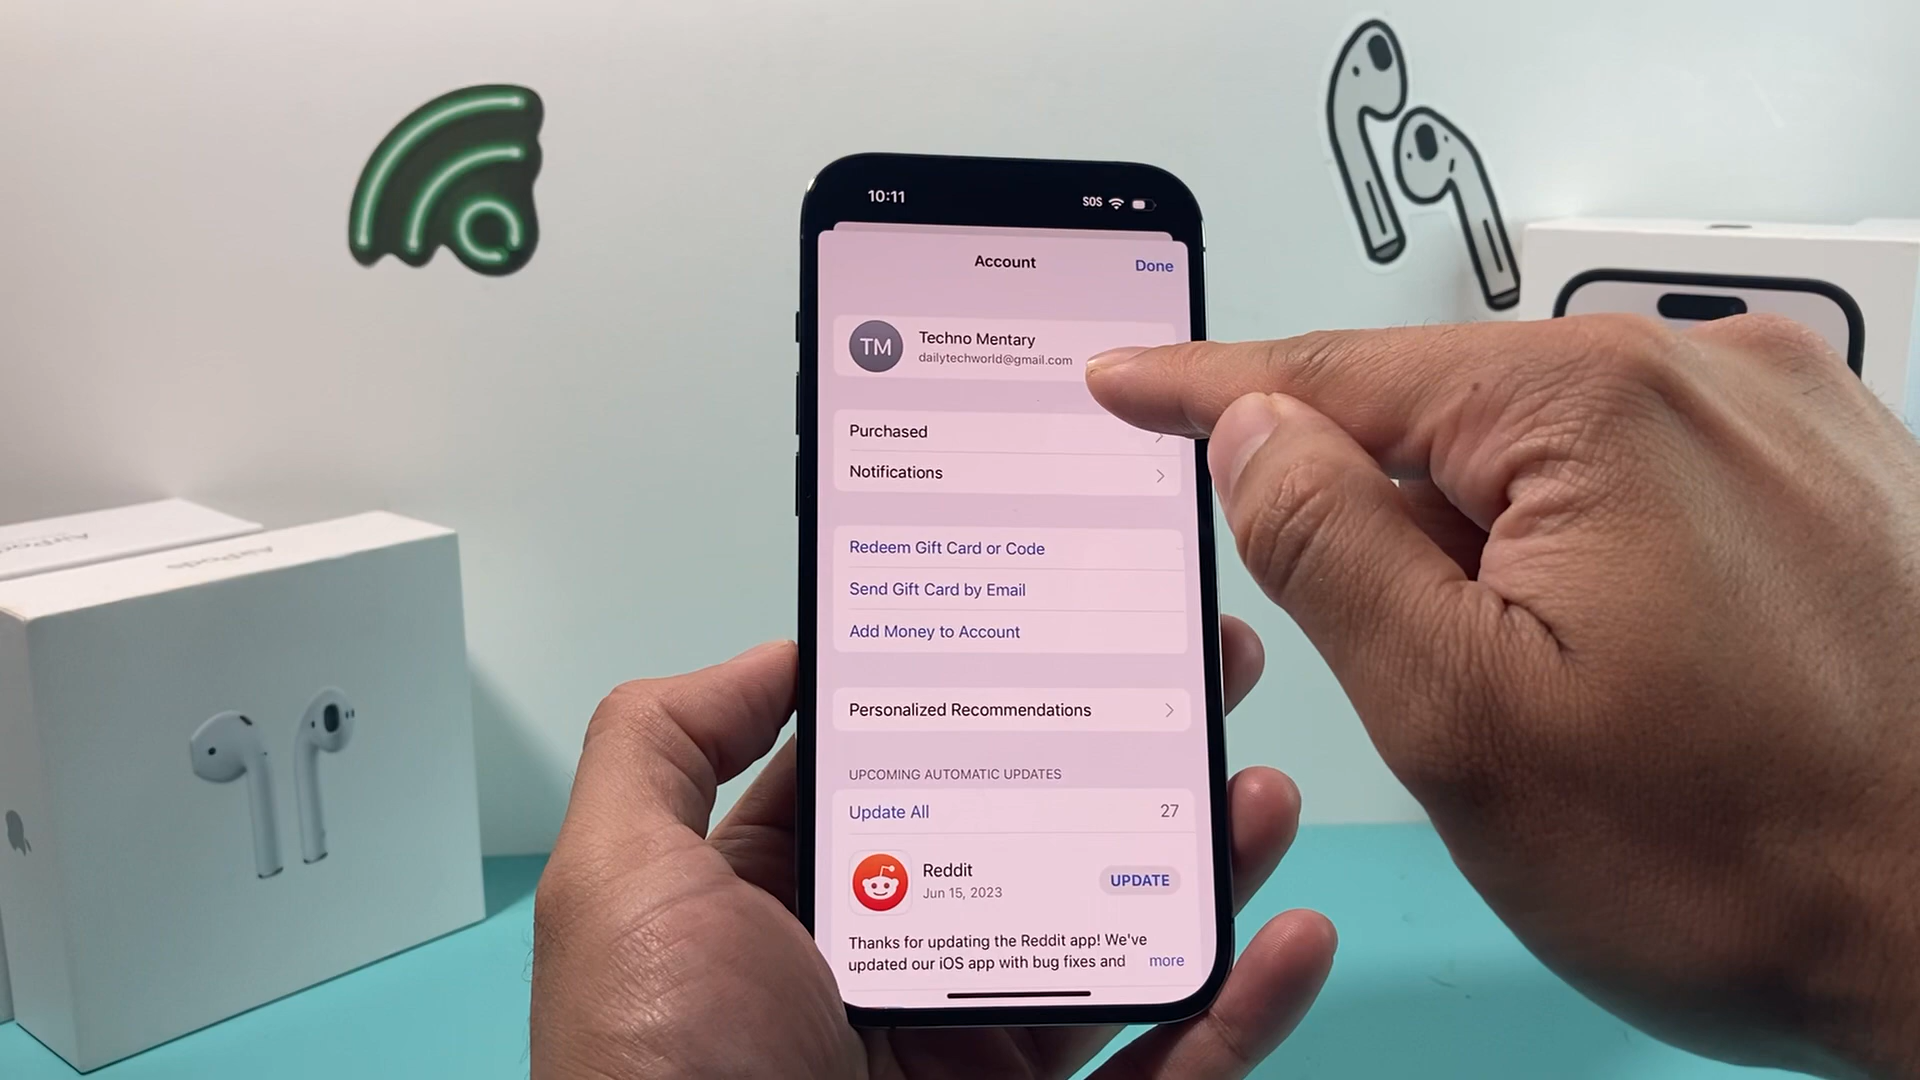 10:11
SOS
Account
Done
TM
Techno Mentary
dailytechworld@gmail.com
Purchased
Notifications
Redeem Gift Card or Code
Send Gift Card by Email
Add Money to Account
Personalized Recommendations
UPCOMING AUTOMATIC UPDATES
Update All
27
Reddit
Jun 15, 2023
UPDATE
Thanks for updating the Reddit app! We've
updated our iOS app with bug fixes and
more
AirPods
AirPods